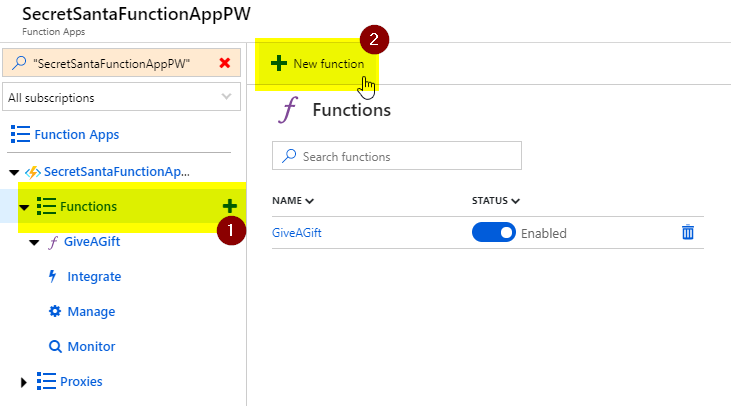 SecretSantaFunctionAppPW
Function Apps
"SecretSantaFunctionAppPW"
All subscriptions
Function Apps
SecretSantaFunctionAp...
Functions
1
GiveAGift
Integrate
Manage
Monitor
Proxies
2
New function
Functions
Search functions
NAME STATUS
GiveAGift Enabled